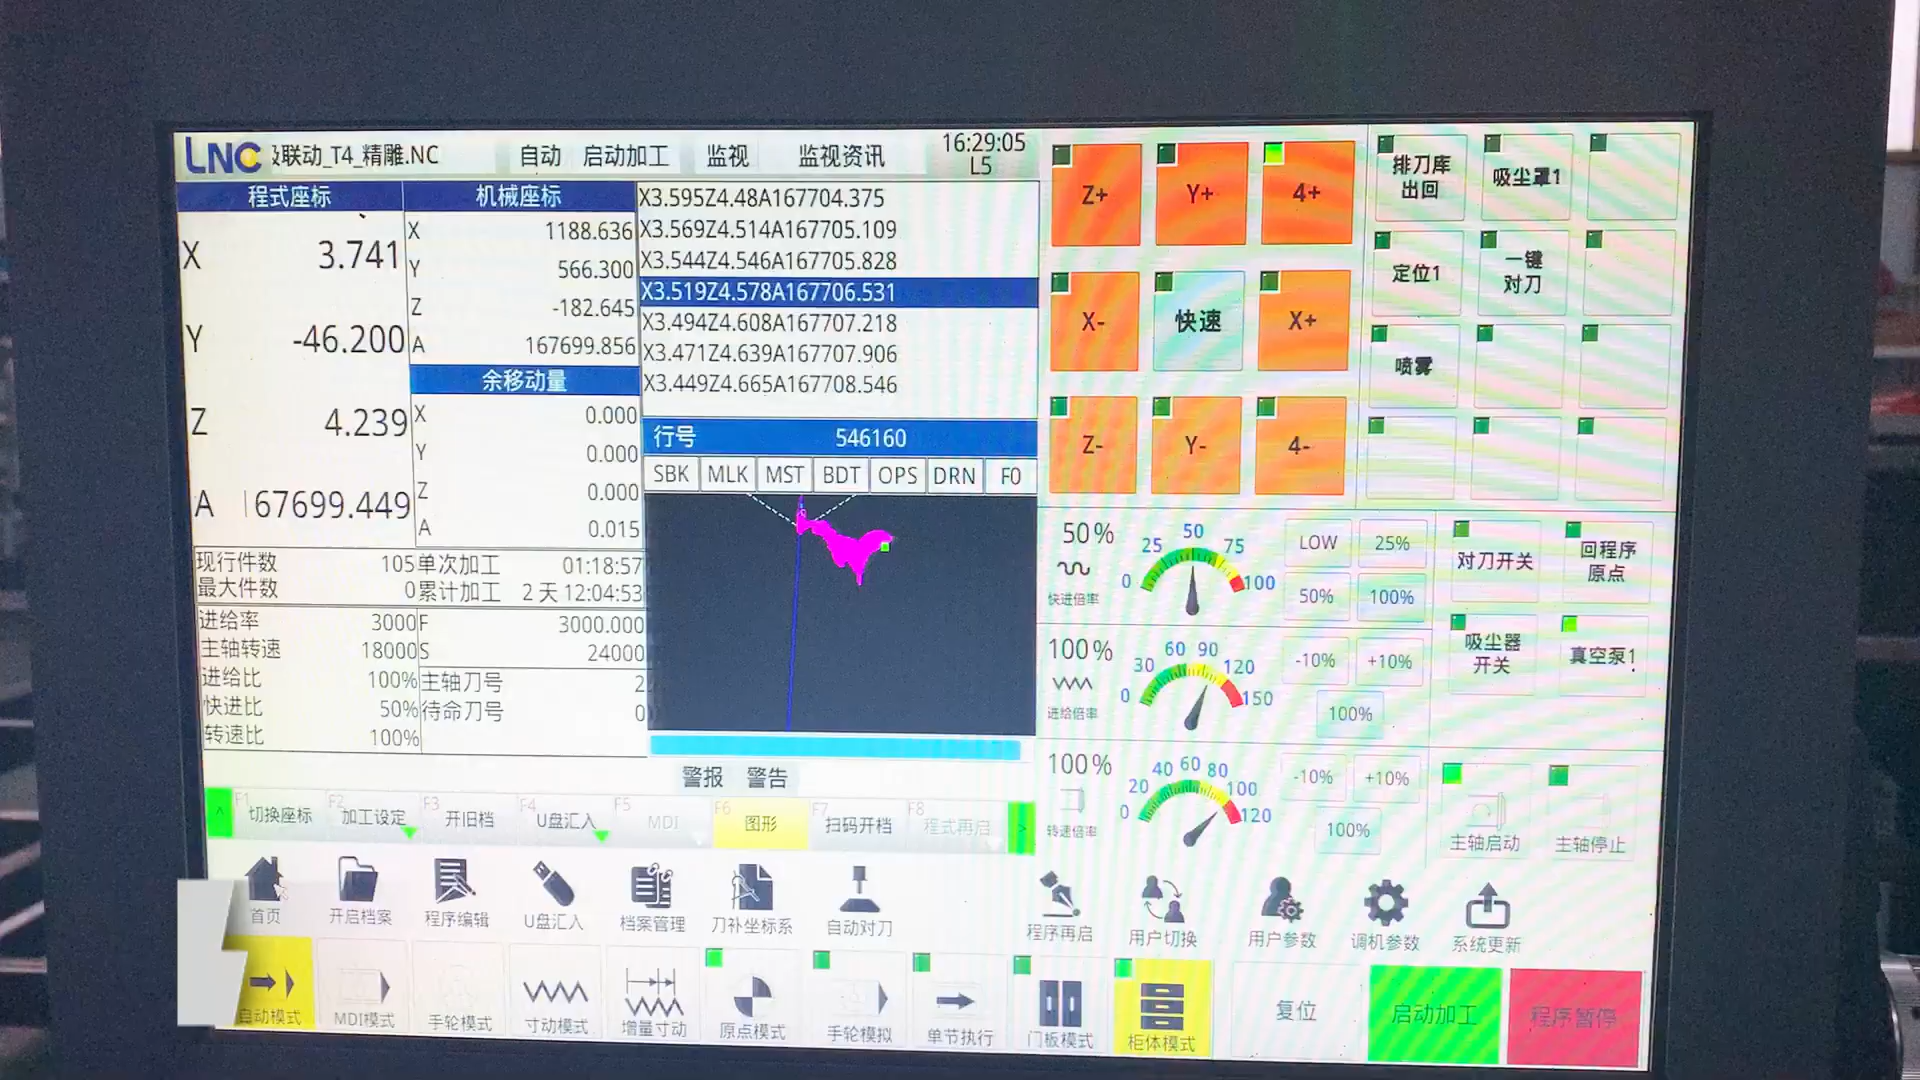 LNC 及联动_T4_精雕.NC 自动 启动加工 监视 监视资讯 16:29:05
L5
程式座标
X 3.741
Y -46.200
Z 4.239
A 167699.449
机械座标
X 1188.636
Y 566.300
Z -182.645
A 167699.856
余移动量
X 0.000
Y 0.000
Z 0.000
A 0.015
X3.595Z4.48A167704.375
X3.569Z4.514A167705.109
X3.544Z4.546A167705.828
X3.519Z4.578A167706.531
X3.494Z4.608A167707.218
X3.471Z4.639A167707.906
X3.449Z4.665A167708.546
行号 546160
SBK MLK MST BDT OPS DRN F0
现行件数 105 单次加工 01:18:57
最大件数 0 累计加工 2 天 12:04:53
进给率 3000 F 3000.000
主轴转速 18000 S 24000
进给比 100% 主轴刀号 2
快进比 50% 待命刀号 0
转速比 100%
警报 警告
F1 切换座标 F2 加工设定 F3 开旧档 F4 U盘汇入 F5 MDI F6 图形 F7 扫码开档 F8 程式再启
首页 开启档案 程序编辑 U盘汇入 档案管理 刀补坐标系 自动对刀 程序再启 用户切换 用户参数 调机参数 系统更新
自动模式 MDI模式 手轮模式 寸动模式 增量寸动 原点模式 手轮模拟 单节执行 门板模式 柜体模式 复位 启动加工 程序暂停
Z+ Y+ 4+
X- 快速 X+
Z- Y- 4-
排刀库
出回
吸尘罩1
定位1
一键
对刀
喷雾
50%
快进倍率
0 25 50 75 100
LOW 25%
50% 100%
100%
进给倍率
0 30 60 90 120 150
-10% +10%
100%
100%
转速倍率
0 20 40 60 80 100 120
-10% +10%
100%
对刀开关
回程序
原点
吸尘器
开关
真空泵1
主轴启动 主轴停止